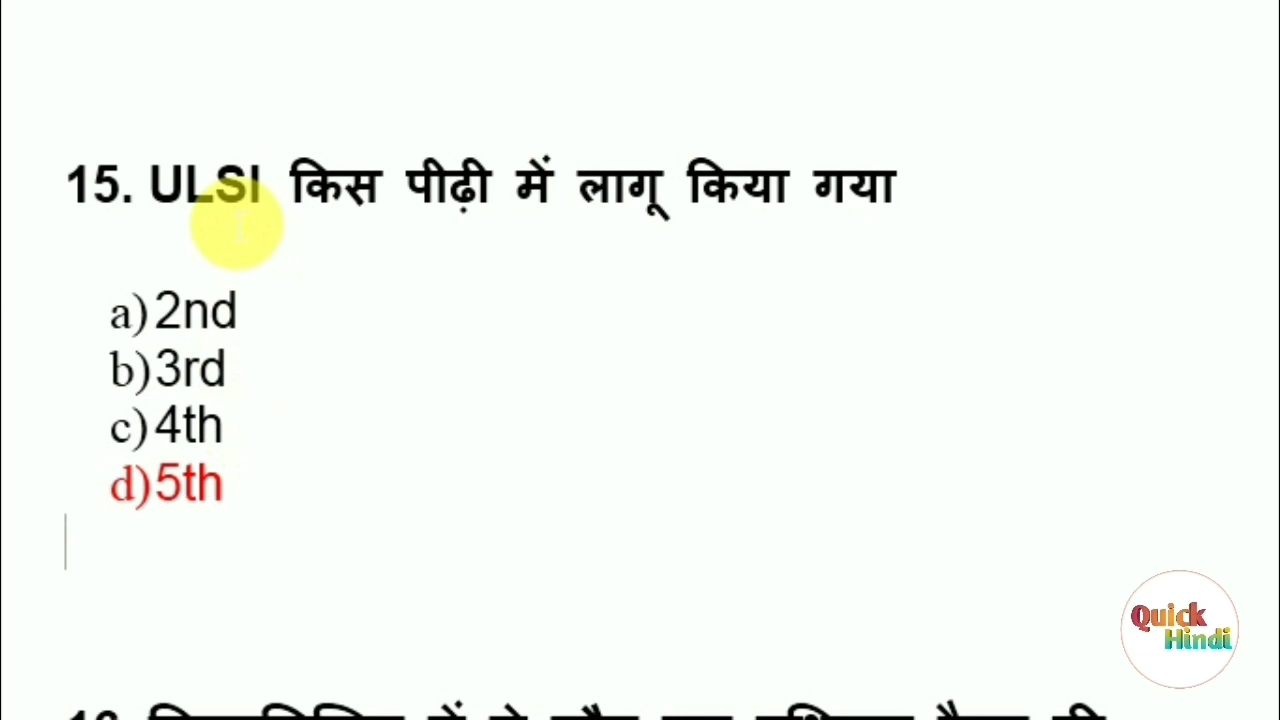 15. ULSI किस पीढ़ी में लागू किया गया
a) 2nd
b) 3rd
c) 4th
d) 5th
Quick
Hindi